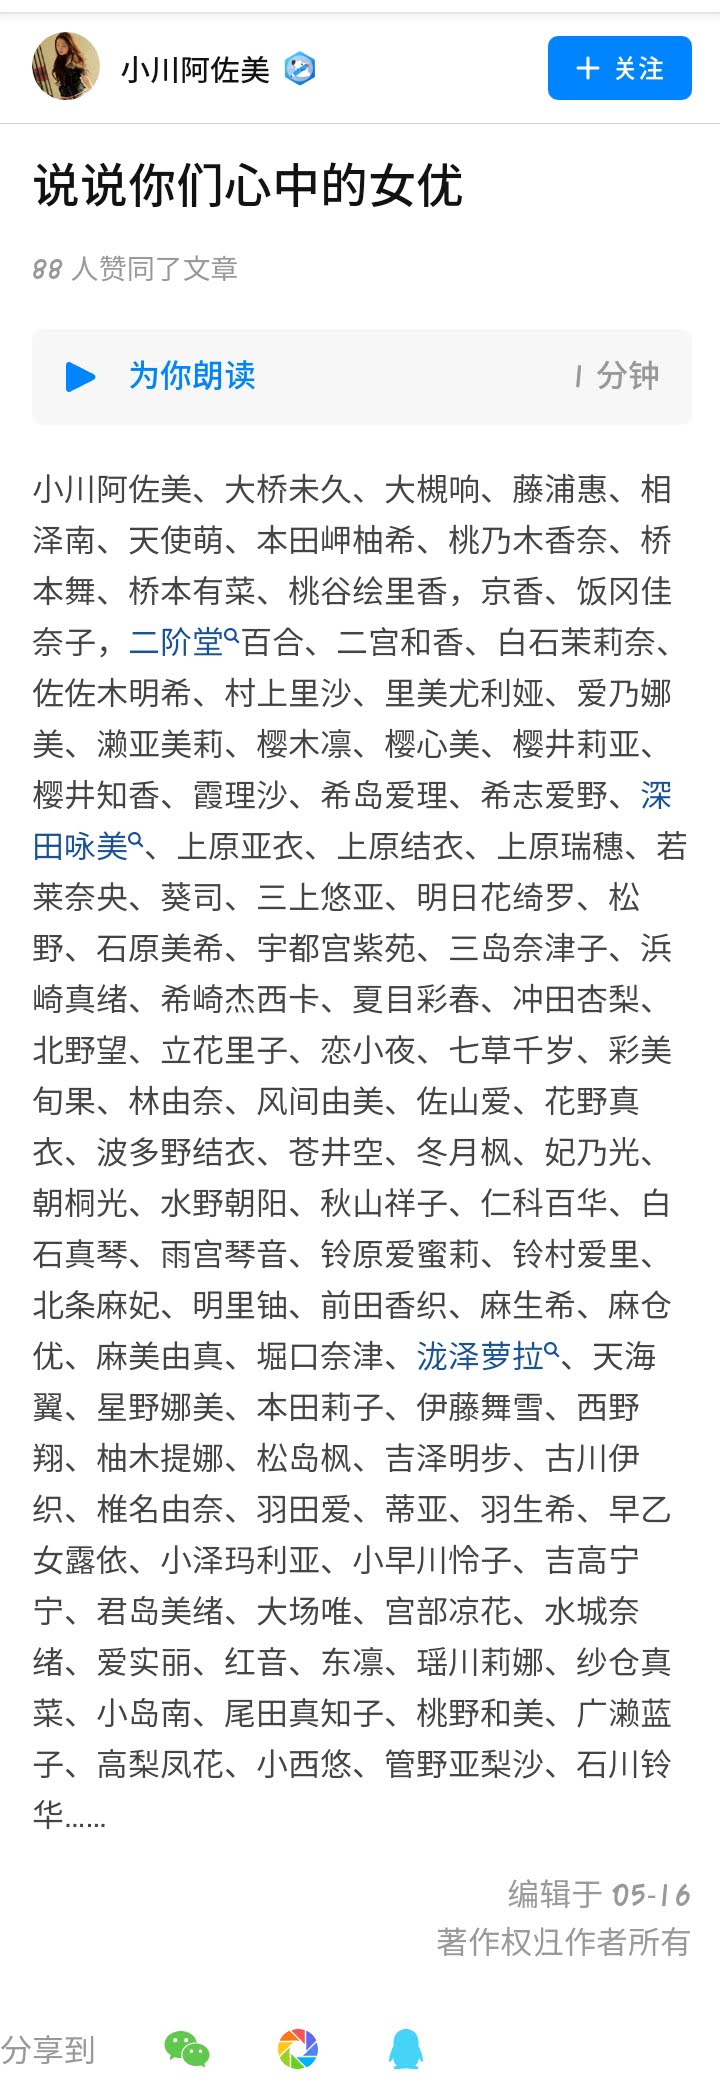 小川阿佐美
+ 关注
说说你们心中的女优
88 人赞同了文章
为你朗读
1 分钟
小川阿佐美、大桥未久、大槻响、藤浦惠、相
泽南、天使萌、本田岬柚希、桃乃木香奈、桥
本舞、桥本有菜、桃谷绘里香，京香、饭冈佳
奈子，二阶堂百合、二宫和香、白石茉莉奈、
佐佐木明希、村上里沙、里美尤利娅、爱乃娜
美、濑亚美莉、樱木凛、樱心美、樱井莉亚、
樱井知香、霞理沙、希岛爱理、希志爱野、深
田咏美、上原亚衣、上原结衣、上原瑞穗、若
莱奈央、葵司、三上悠亚、明日花绮罗、松
野、石原美希、宇都宫紫苑、三岛奈津子、浜
崎真绪、希崎杰西卡、夏目彩春、冲田杏梨、
北野望、立花里子、恋小夜、七草千岁、彩美
旬果、林由奈、风间由美、佐山爱、花野真
衣、波多野结衣、苍井空、冬月枫、妃乃光、
朝桐光、水野朝阳、秋山祥子、仁科百华、白
石真琴、雨宫琴音、铃原爱蜜莉、铃村爱里、
北条麻妃、明里䌷、前田香织、麻生希、麻仓
优、麻美由真、堀口奈津、泷泽萝拉、天海
翼、星野娜美、本田莉子、伊藤舞雪、西野
翔、柚木提娜、松岛枫、吉泽明步、古川伊
织、椎名由奈、羽田爱、蒂亚、羽生希、早乙
女露依、小泽玛利亚、小早川怜子、吉高宁
宁、君岛美绪、大场唯、宫部凉花、水城奈
绪、爱实丽、红音、东凛、瑶川莉娜、纱仓真
菜、小岛南、尾田真知子、桃野和美、广濑蓝
子、高梨凤花、小西悠、管野亚梨沙、石川铃
华……
编辑于 05-16
著作权归作者所有
分享到